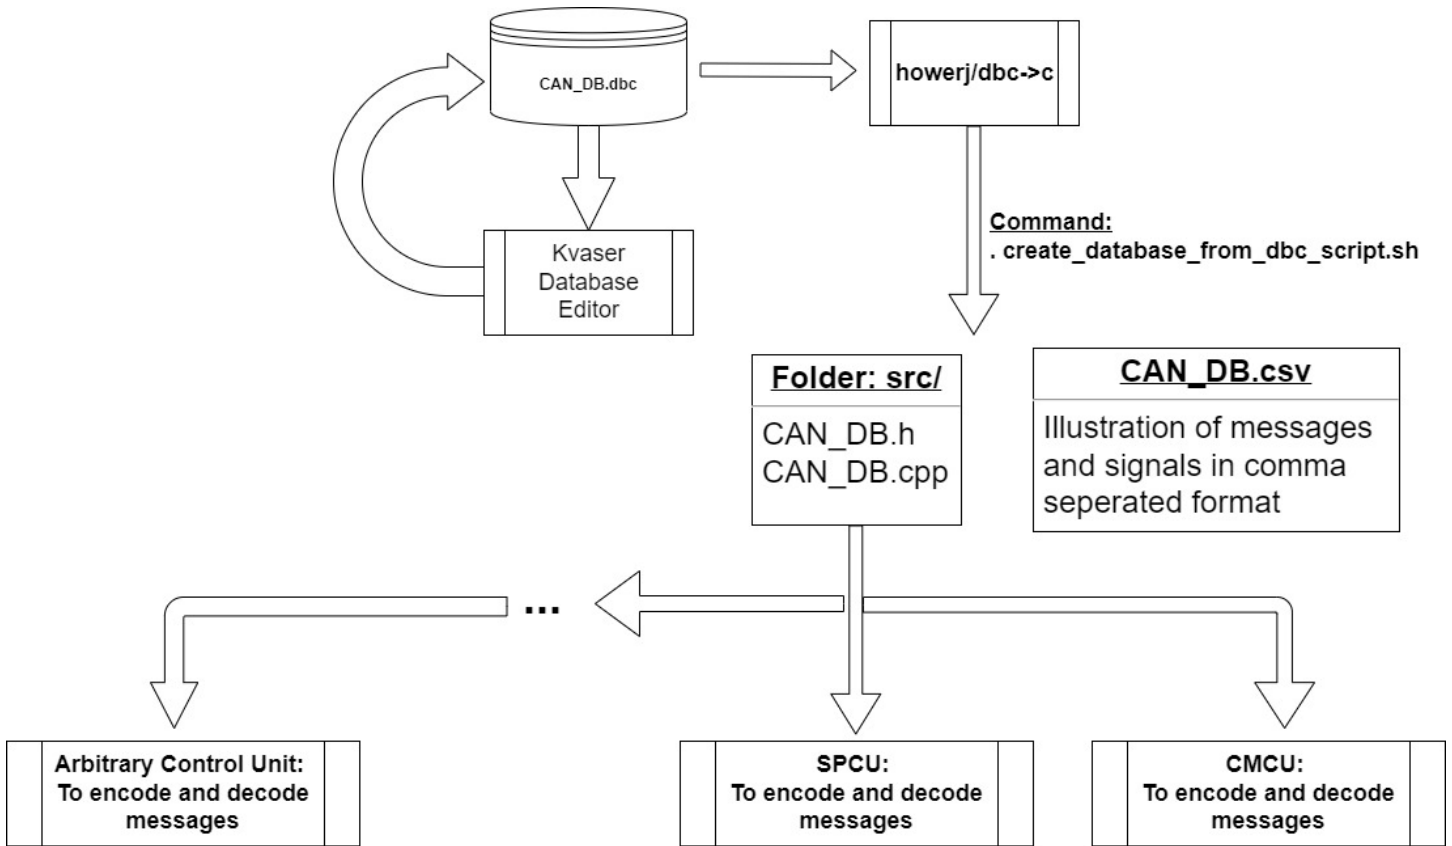 CAN_DB.dbc
howerj/dbc->c
Kvaser
Database
Editor
Command:
. create_database_from_dbc_script.sh
Folder: src/
CAN_DB.h
CAN_DB.cpp
CAN_DB.csv
Illustration of messages
and signals in comma
seperated format
...
Arbitrary Control Unit:
To encode and decode
messages
SPCU:
To encode and decode
messages
CMCU:
To encode and decode
messages